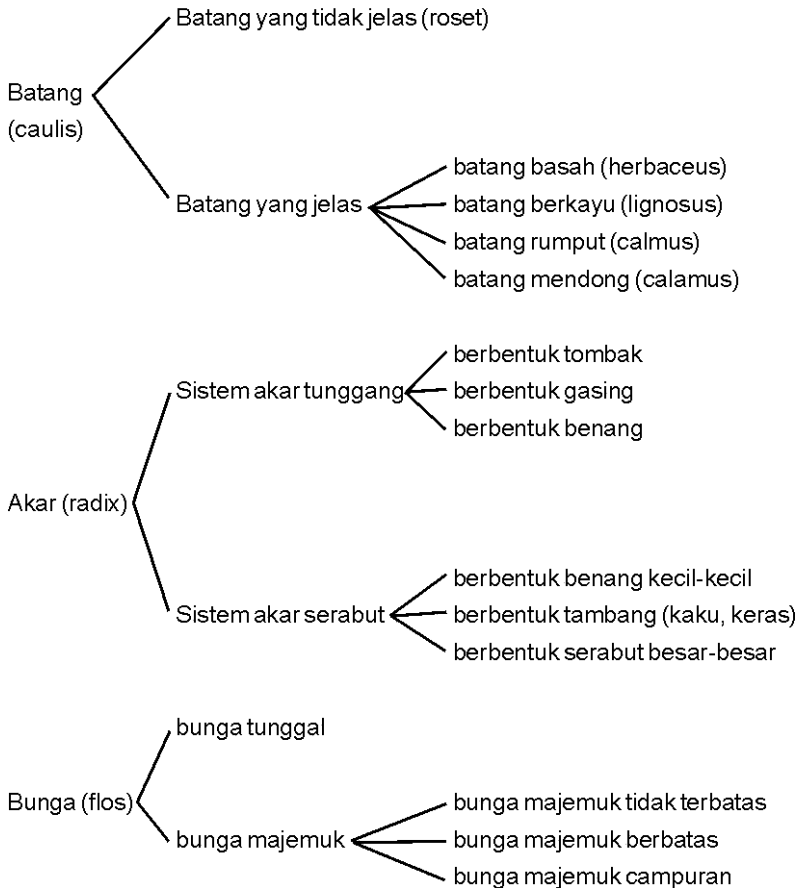 Batang yang tidak jelas (roset)
Batang
(caulis)
Batang yang jelas
batang basah (herbaceus)
batang berkayu (lignosus)
batang rumput (calmus)
batang mendong (calamus)
Akar (radix)
Sistem akar tunggang
berbentuk tombak
berbentuk gasing
berbentuk benang
Sistem akar serabut
berbentuk benang kecil-kecil
berbentuk tambang (kaku, keras)
berbentuk serabut besar-besar
Bunga (flos)
bunga tunggal
bunga majemuk
bunga majemuk tidak terbatas
bunga majemuk berbatas
bunga majemuk campuran